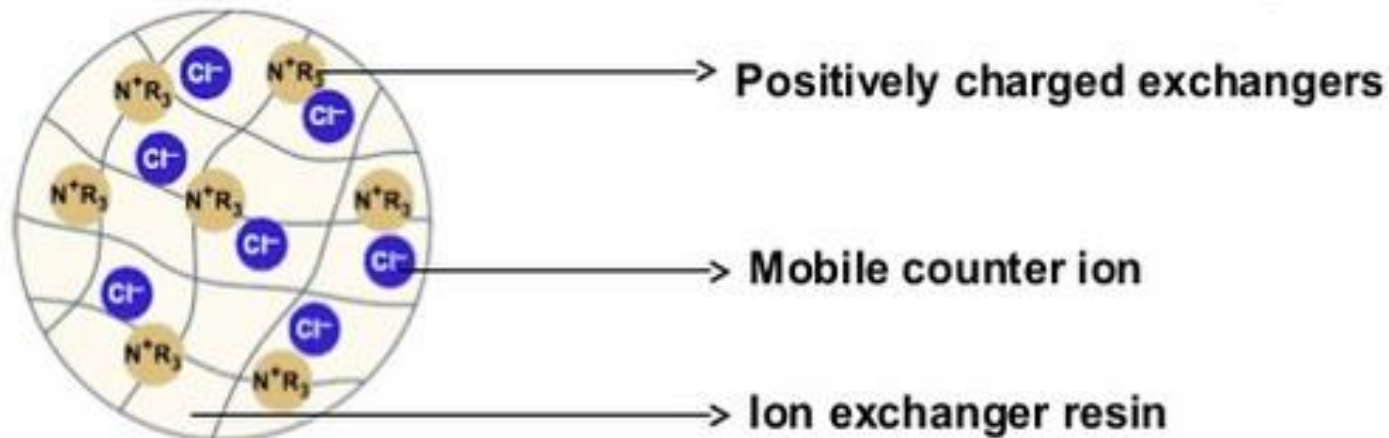 Cl⁻
N⁺R₃
N⁺R₃
Positively charged exchangers
Cl⁻
Cl⁻
N⁺R₃
N⁺R₃
N⁺R₃
Cl⁻
Cl⁻
Mobile counter ion
Cl⁻
Cl⁻
N⁺R₃
N⁺R₃
Ion exchanger resin